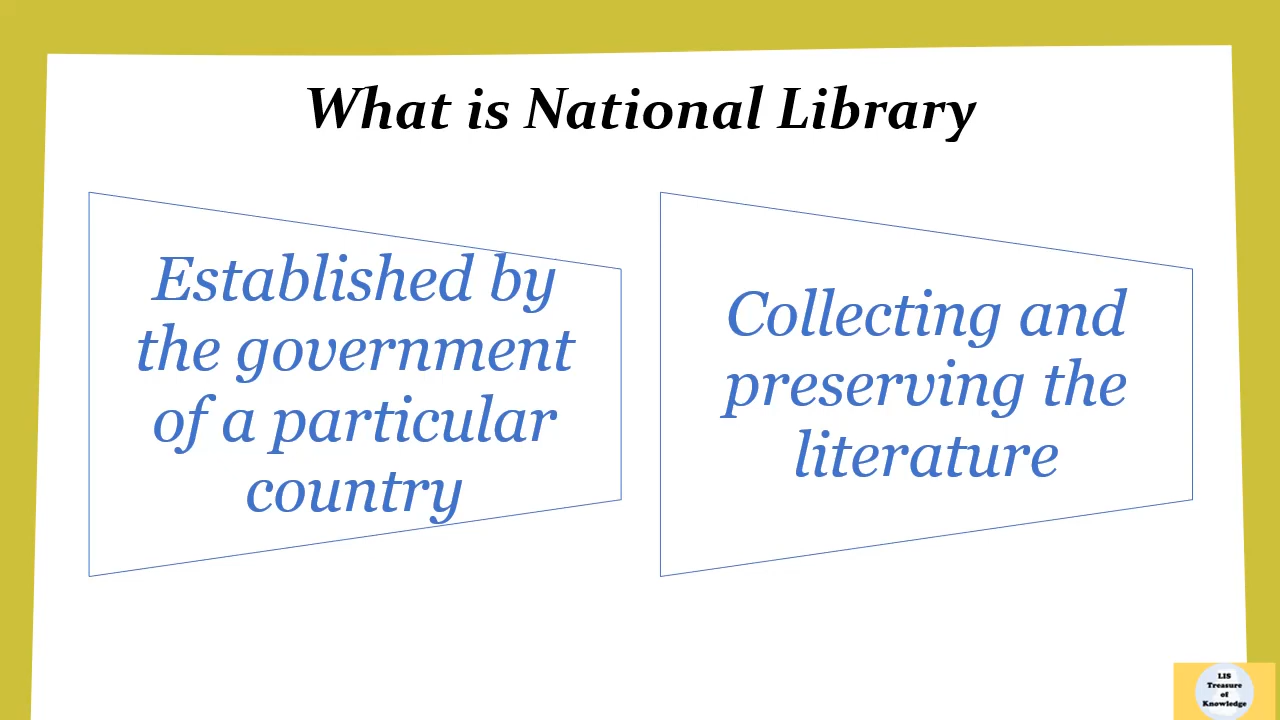 What is National Library
Established by
the government
of a particular
country
Collecting and
preserving the
literature
LIS
Treasure
of
Knowledge